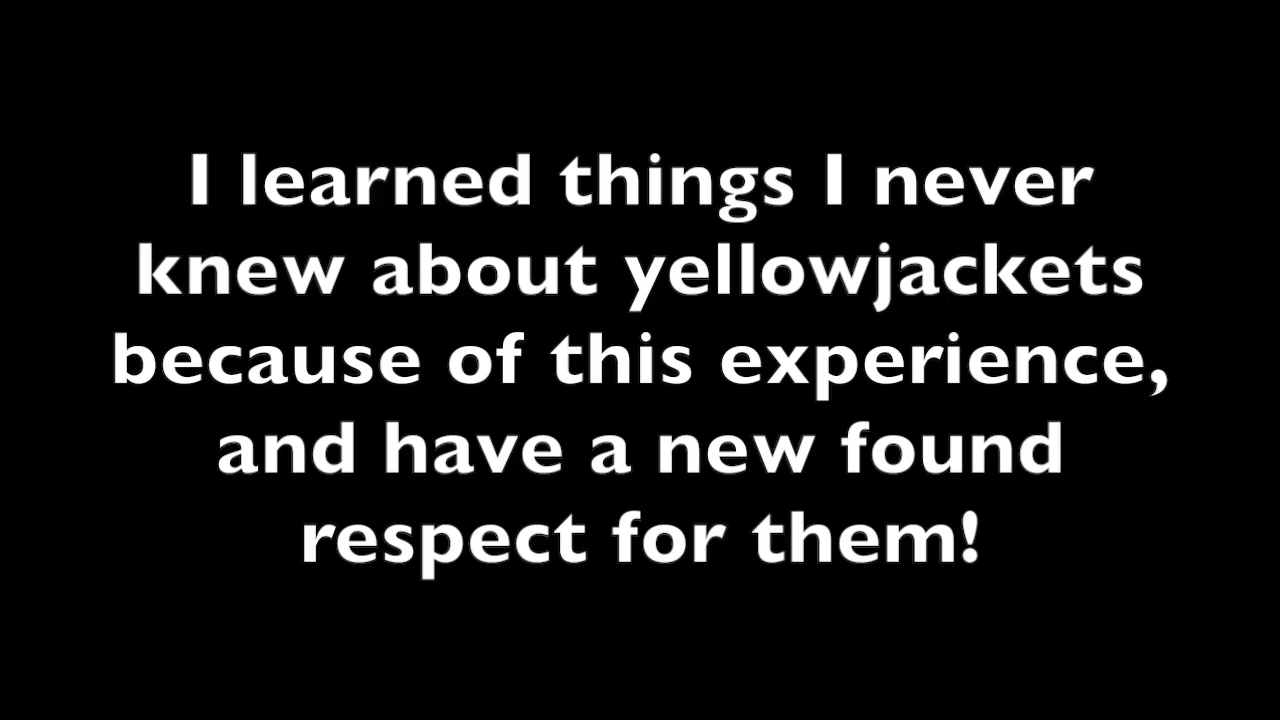 I learned things I never
knew about yellowjackets
because of this experience,
and have a new found
respect for them!